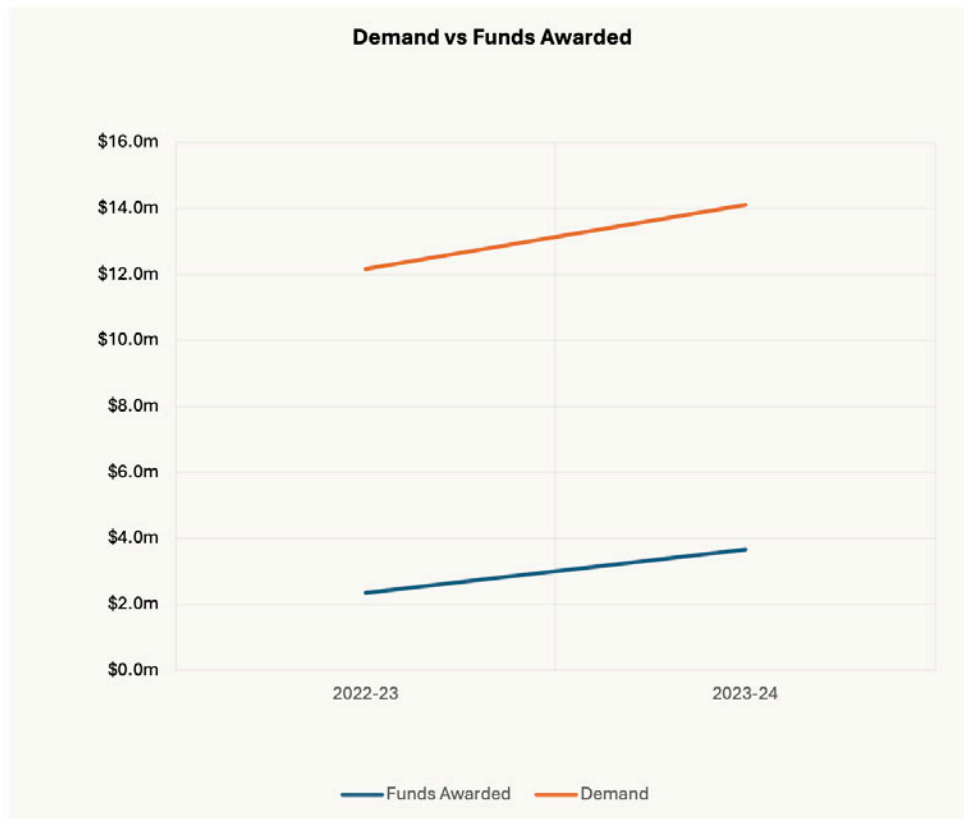 Demand vs Funds Awarded
$16.0m
$14.0m
$12.0m
$10.0m
$8.0m
$6.0m
$4.0m
$2.0m
$0.0m
2022-23 2023-24
Funds Awarded Demand